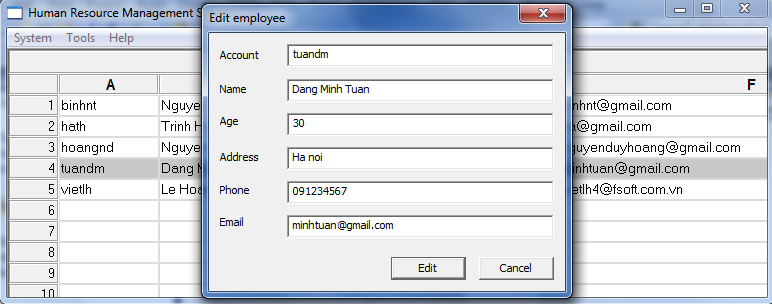 Human Resource Management S
Edit employee
System Tools Help
Account tuandm
Name Dang Minh Tuan
Age 30
Address Ha noi
Phone 091234567
Email minhtuan@gmail.com
Edit Cancel
A F
1 binhnt Nguye nhnt@gmail.com
2 hath Trinh H a@gmail.com
3 hoangnd Nguye guyenduyhoang@gmail.com
4 tuandm Dang M inhtuan@gmail.com
5 vietlh Le Hoa etlh4@fsoft.com.vn
6
7
8
9
10